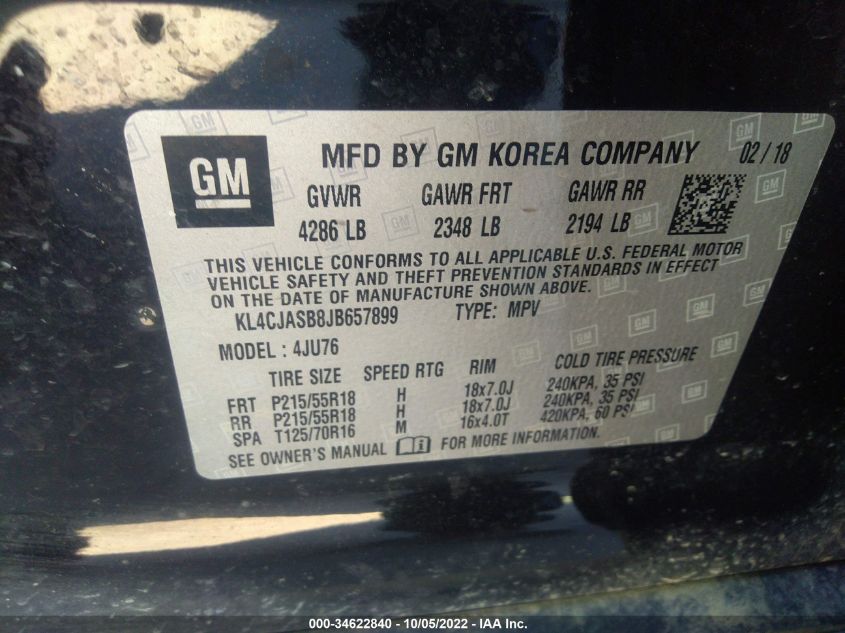 GM
MFD BY GM KOREA COMPANY 02/18
GVWR GAWR FRT GAWR RR
4286 LB 2348 LB 2194 LB
THIS VEHICLE CONFORMS TO ALL APPLICABLE U.S. FEDERAL MOTOR
VEHICLE SAFETY AND THEFT PREVENTION STANDARDS IN EFFECT
ON THE DATE OF MANUFACTURE SHOWN ABOVE.
KL4CJASB8JB657899 TYPE: MPV
MODEL : 4JU76
TIRE SIZE SPEED RTG RIM COLD TIRE PRESSURE
FRT P215/55R18 H 18x7.0J 240KPA, 35 PSI
RR P215/55R18 H 18x7.0J 240KPA, 35 PSI
SPA T125/70R16 M 16x4.0T 420KPA, 60 PSI
SEE OWNER'S MANUAL FOR MORE INFORMATION.
000-34622840 - 10/05/2022 - IAA Inc.